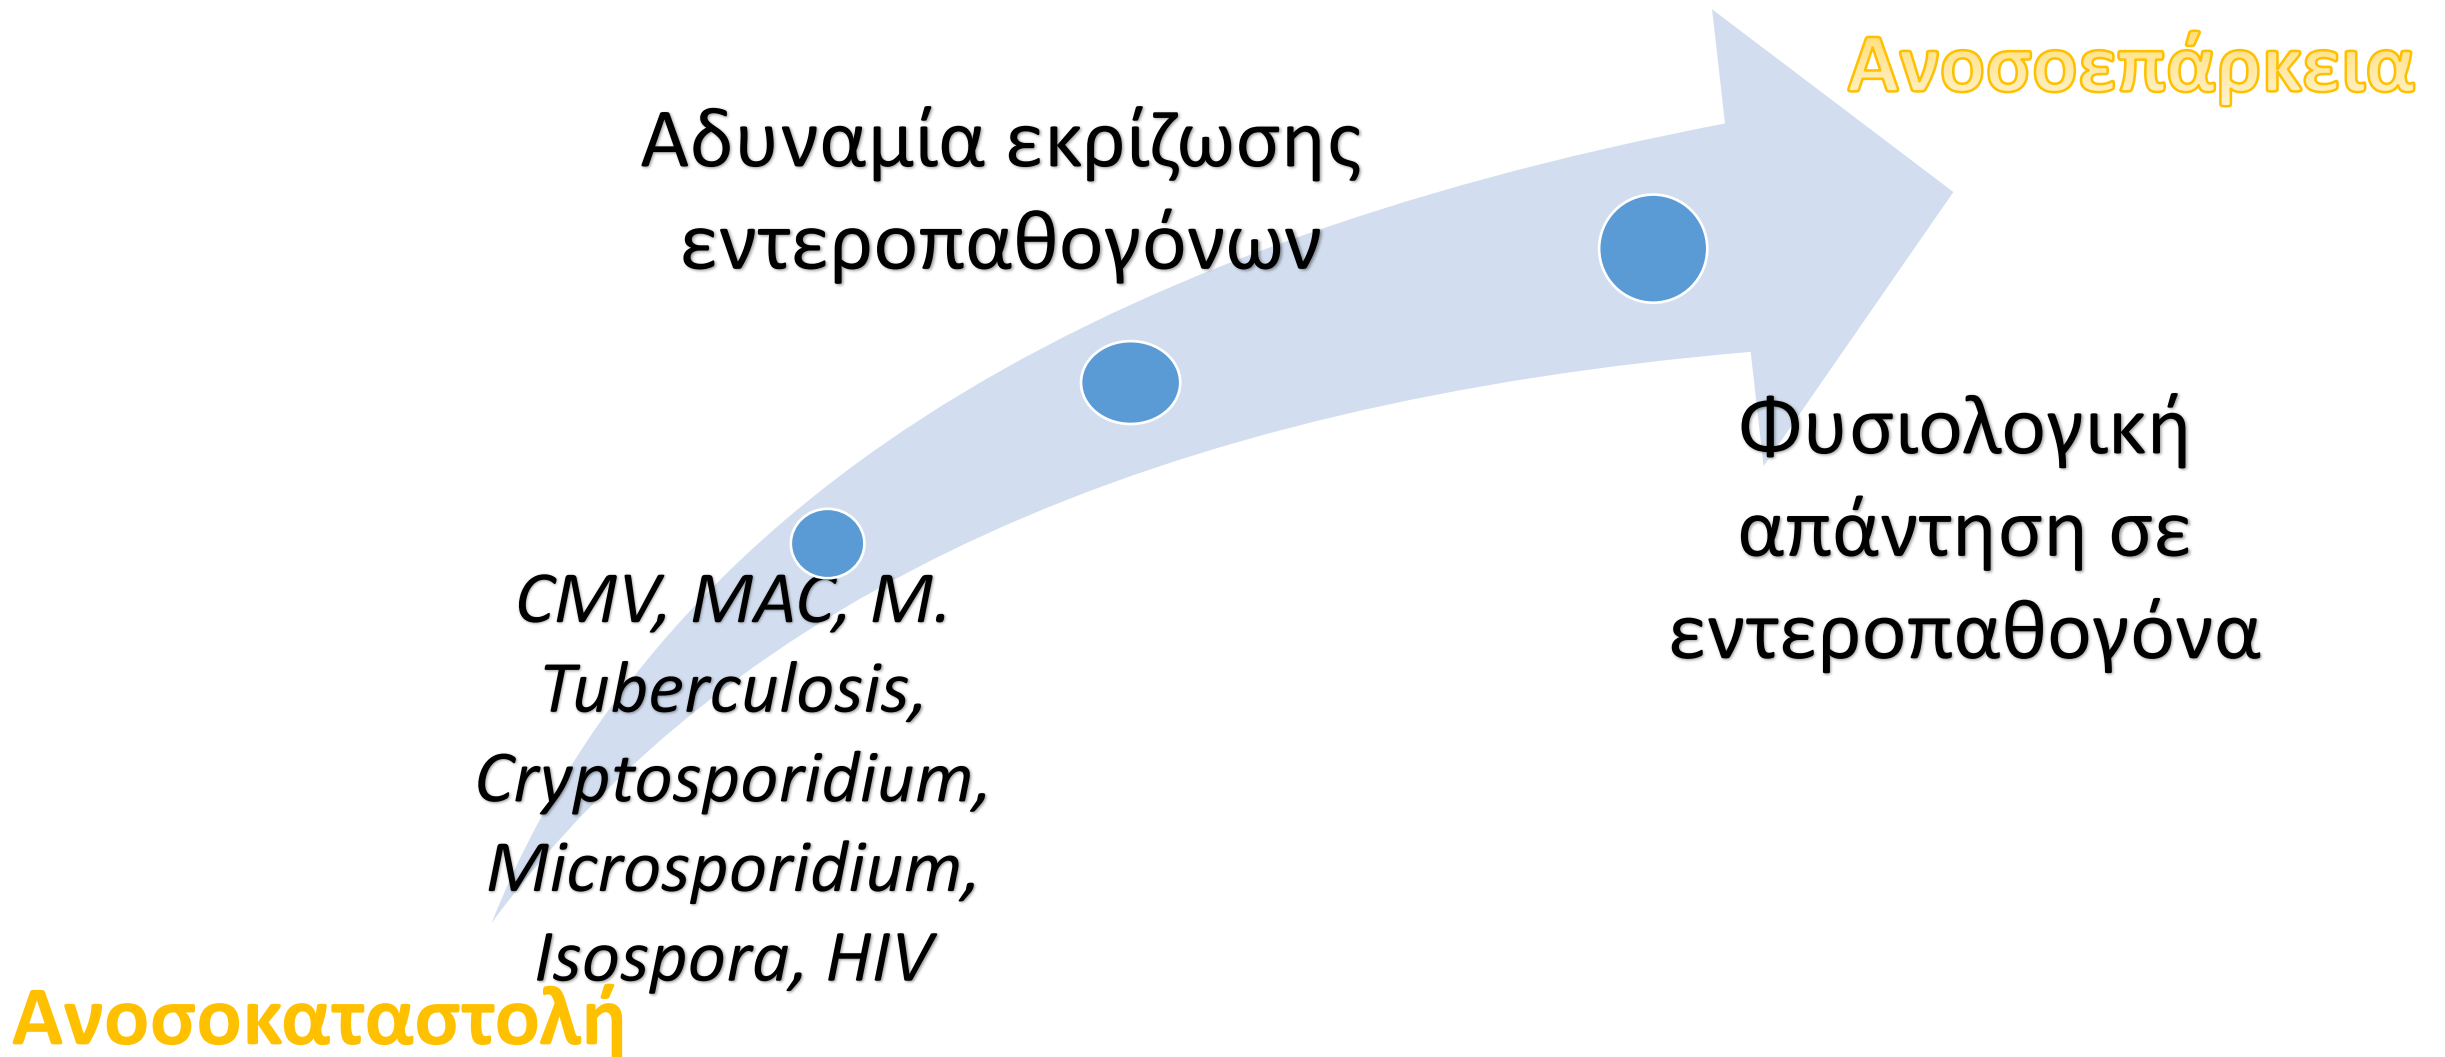 Ανοσοεπάρκεια
Αδυναμία εκρίζωσης
εντεροπαθογόνων
Φυσιολογική
απάντηση σε
εντεροπαθογόνα
CMV, MAC, M.
Tuberculosis,
Cryptosporidium,
Microsporidium,
Isospora, HIV
Ανοσοκαταστολή